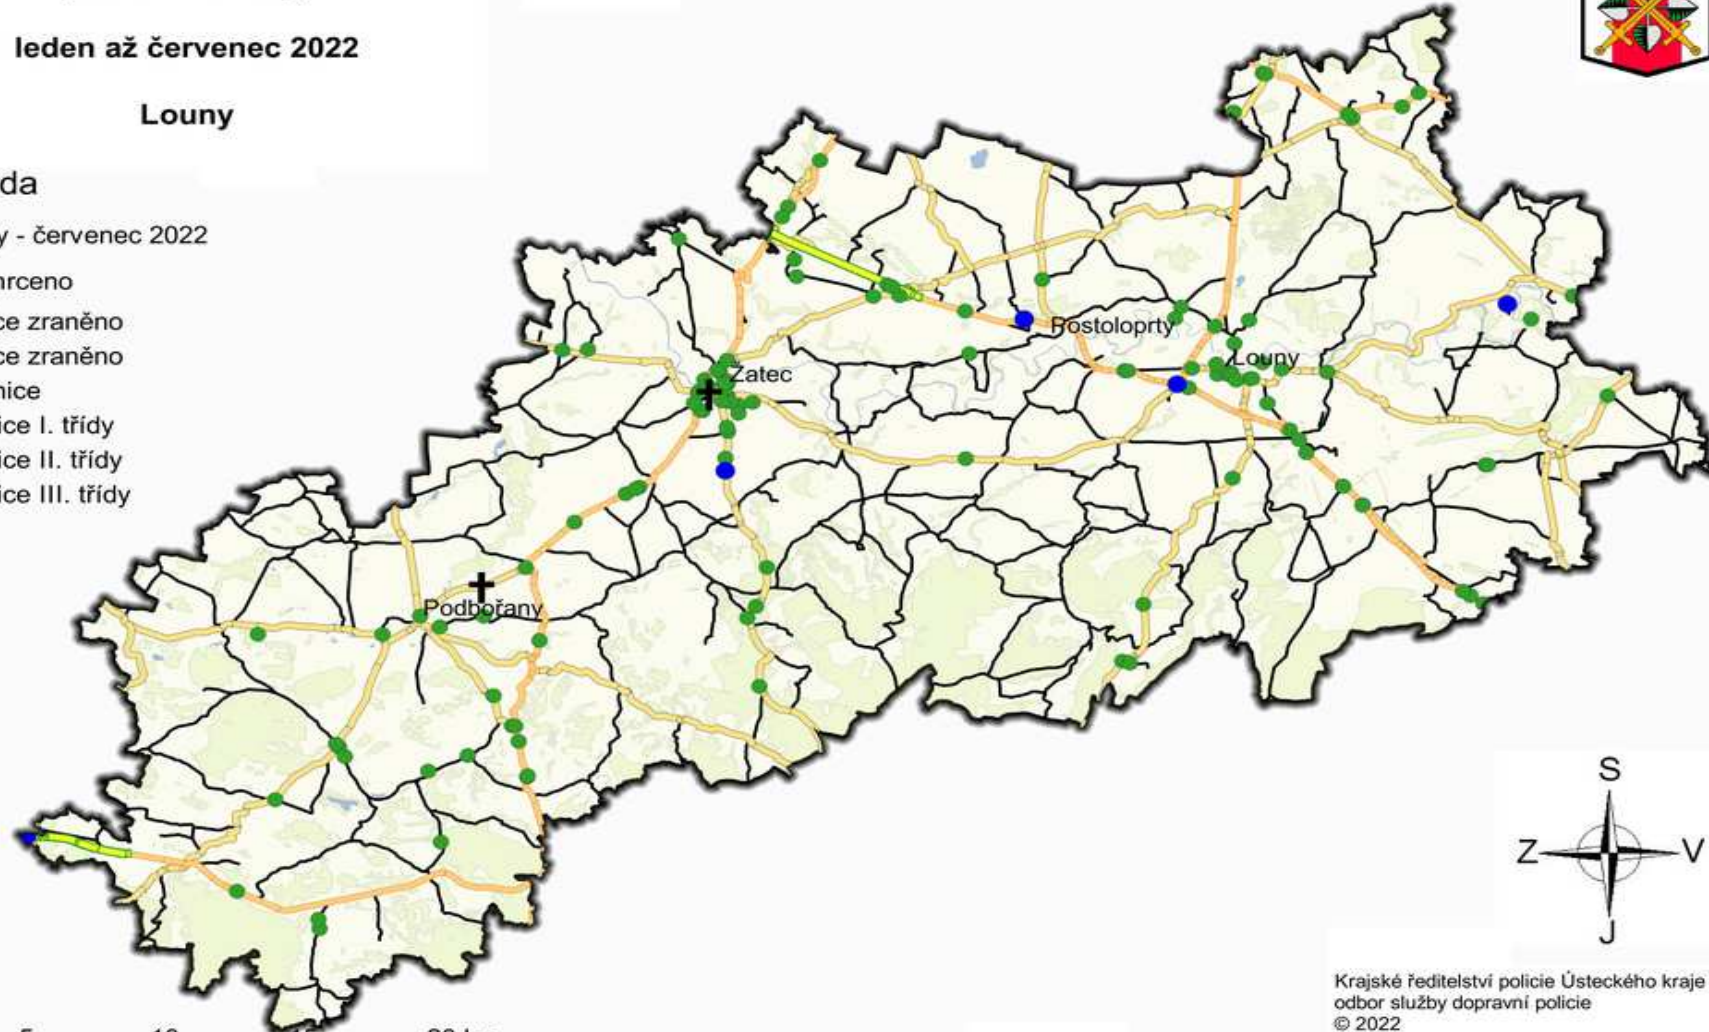 leden až červenec 2022
Louny
da
y - červenec 2022
nrceno
ce zraněno
ce zraněno
nice
ice I. třídy
ice II. třídy
ice III. třídy
Postoloprty
Louny
Žatec
Podbořany
S
Z
V
J
Krajské ředitelství policie Ústeckého kraje
odbor služby dopravní policie
© 2022